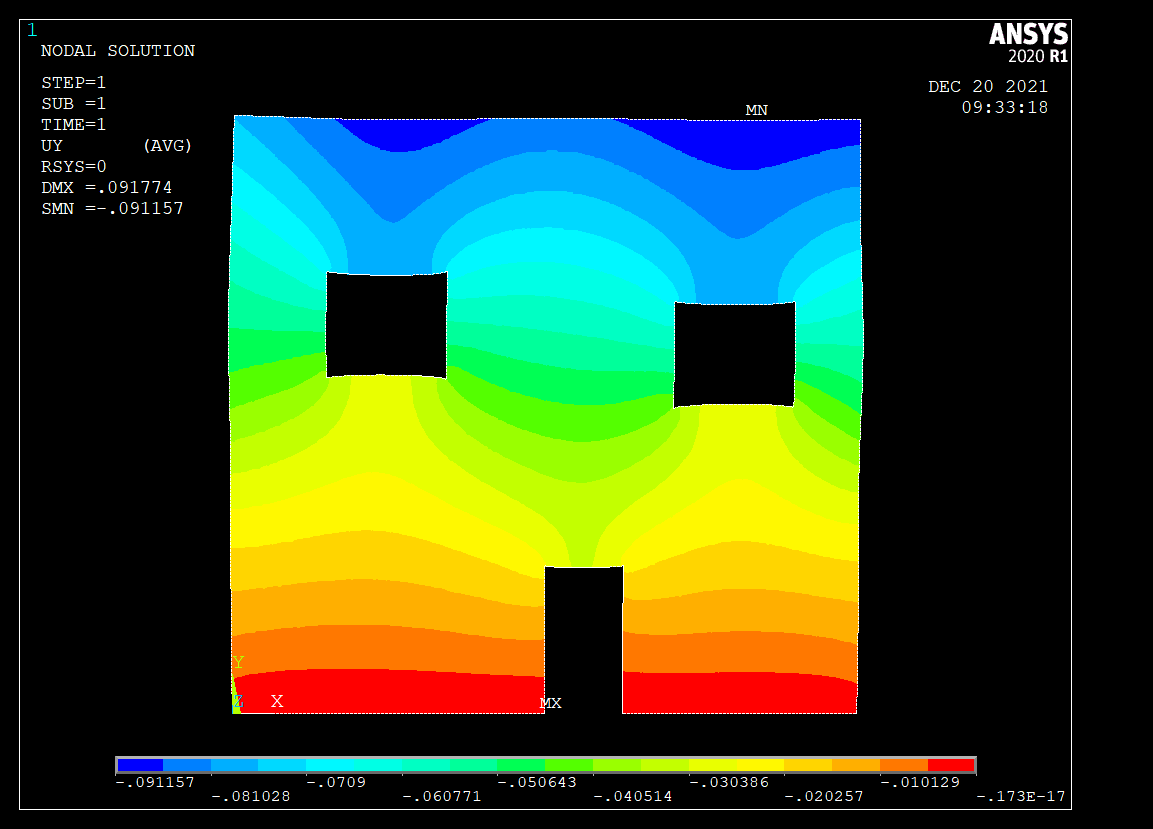 1
NODAL SOLUTION
STEP=1
SUB =1
TIME=1
UY (AVG)
RSYS=0
DMX =.091774
SMN =-.091157
ANSYS
2020 R1
DEC 20 2021
09:33:18
MN
Y
Z X
MX
-.091157 -.0709 -.050643 -.030386 -.010129
-.081028 -.060771 -.040514 -.020257 -.173E-17